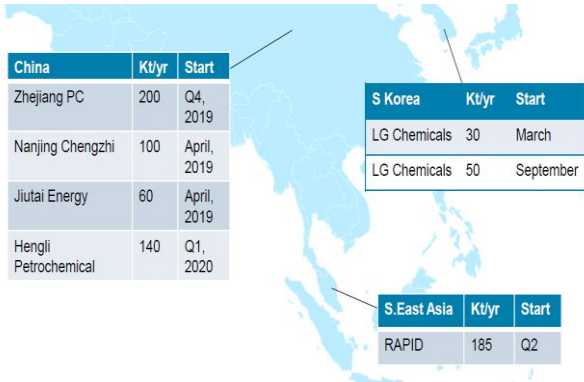 China Kt/yr Start
Zhejiang PC 200 Q4,
2019
Nanjing Chengzhi 100 April,
2019
Jiutai Energy 60 April,
2019
Hengli
Petrochemical 140 Q1,
2020
S Korea Kt/yr Start
LG Chemicals 30 March
LG Chemicals 50 September
S.East Asia Kt/yr Start
RAPID 185 Q2